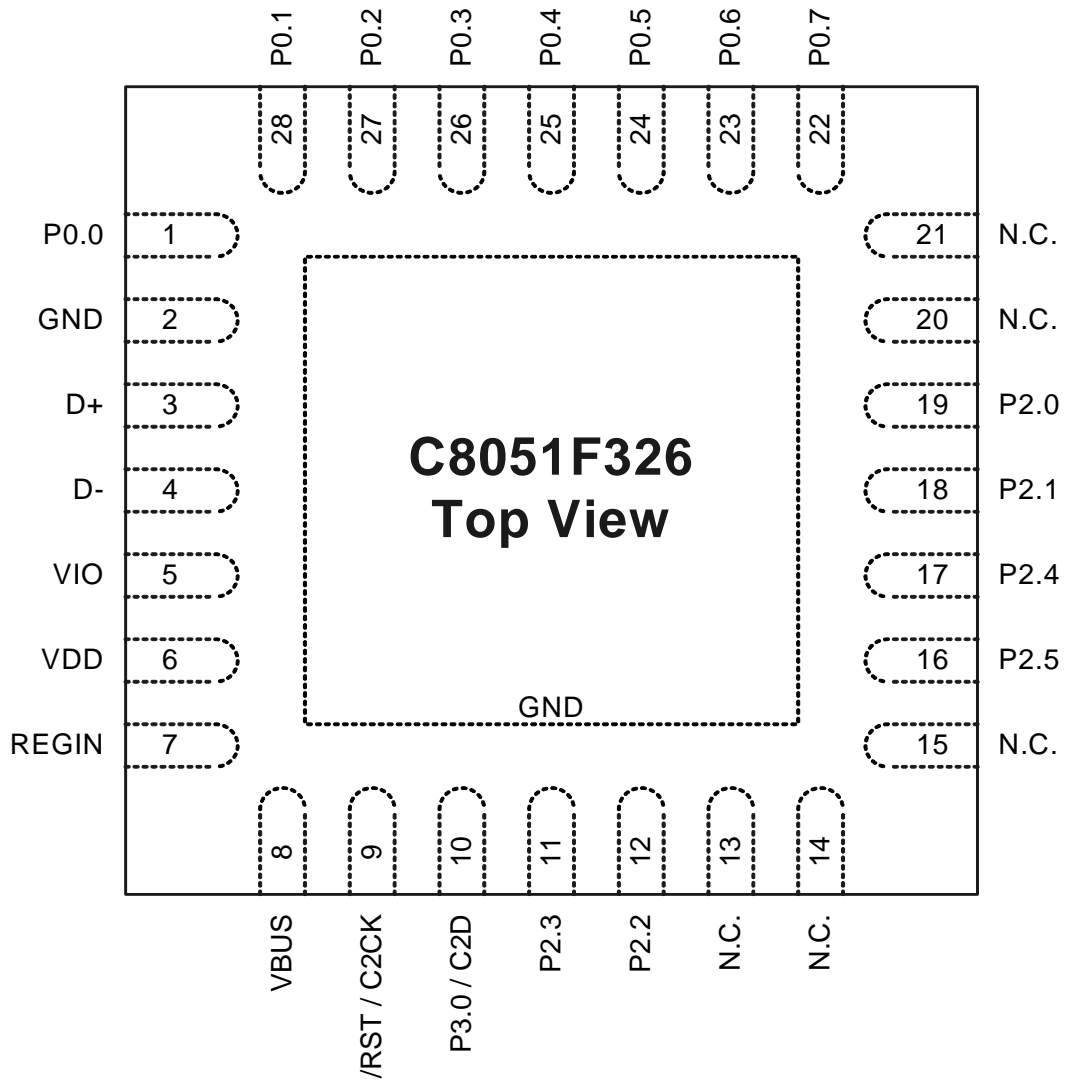 P0.1 P0.2 P0.3 P0.4 P0.5 P0.6 P0.7
28 27 26 25 24 23 22
P0.0 1 21 N.C.
GND 2 20 N.C.
D+ 3 19 P2.0
D- 4 18 P2.1
C8051F326
Top View
VIO 5 17 P2.4
VDD 6 16 P2.5
GND
REGIN 7 15 N.C.
8 9 10 11 12 13 14
VBUS /RST / C2CK P3.0 / C2D P2.3 P2.2 N.C. N.C.